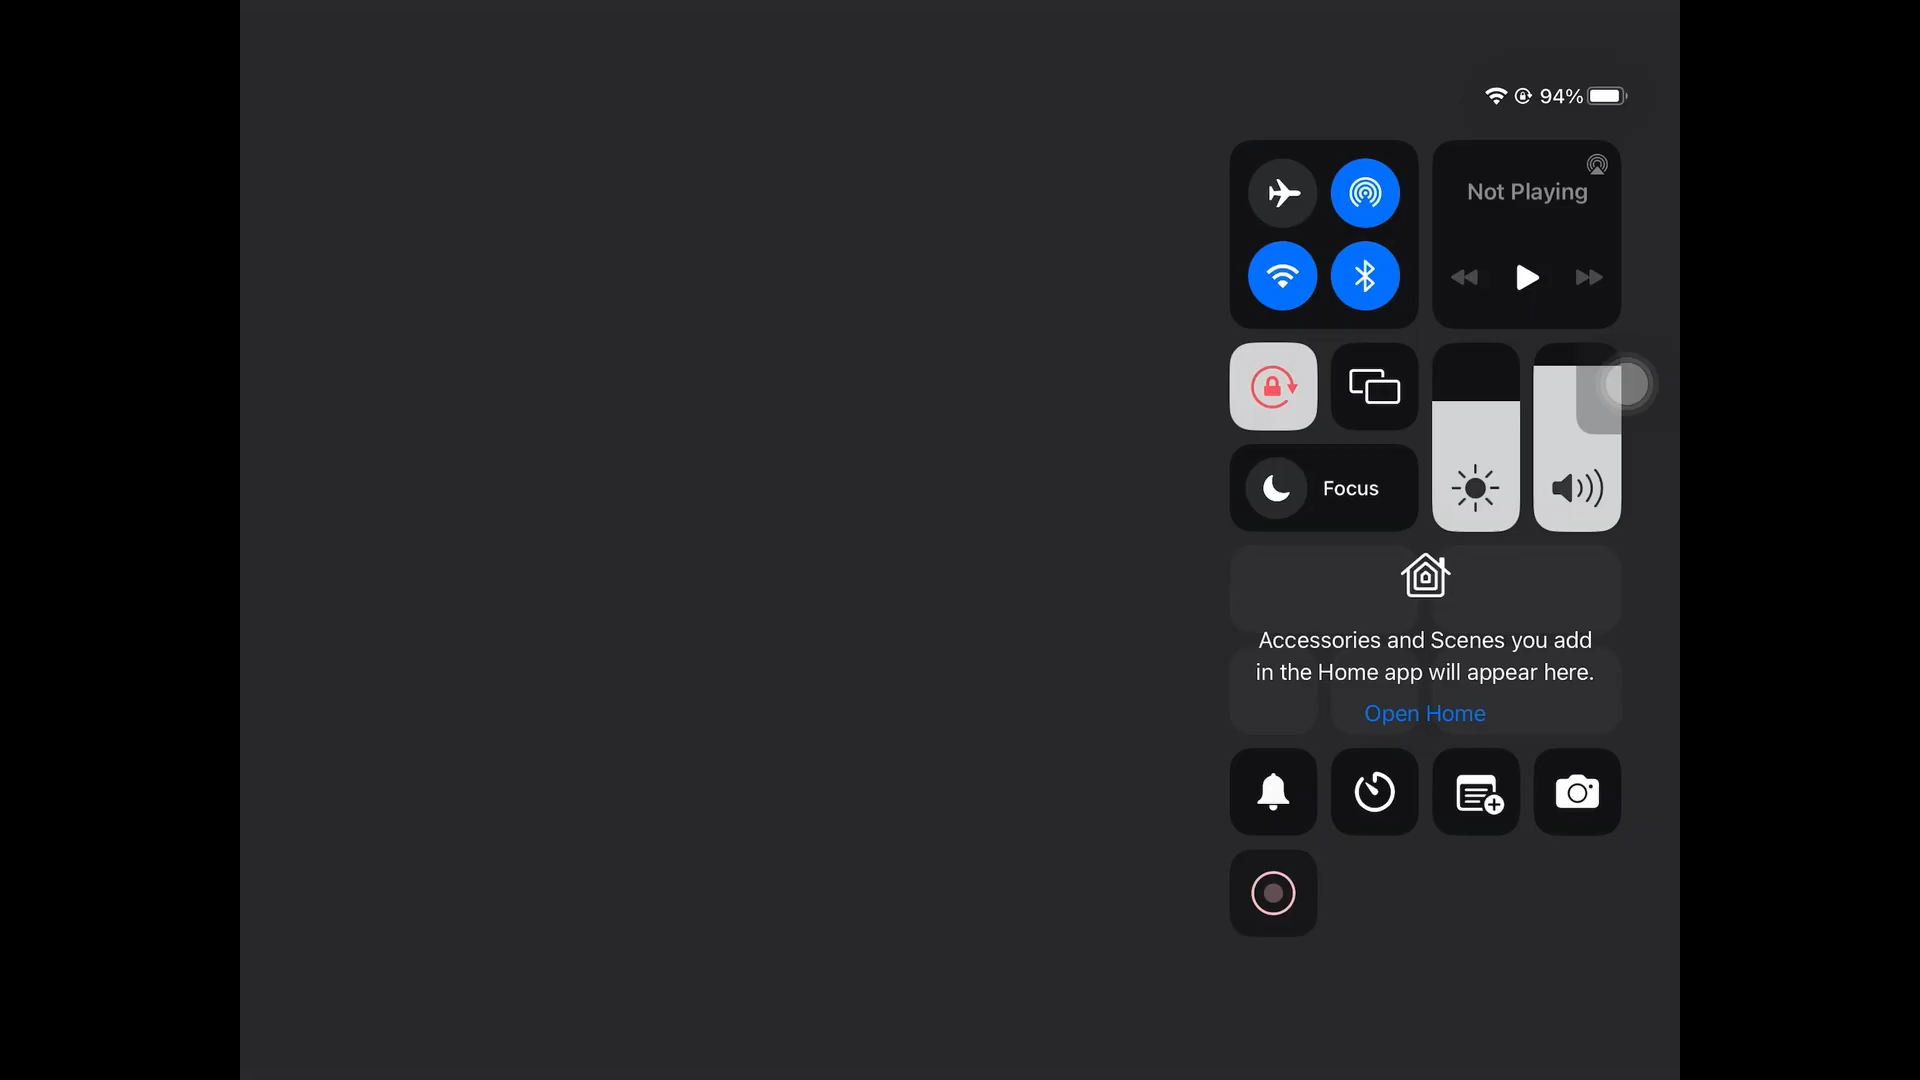 94%
Not Playing
Focus
Accessories and Scenes you add
in the Home app will appear here.
Open Home